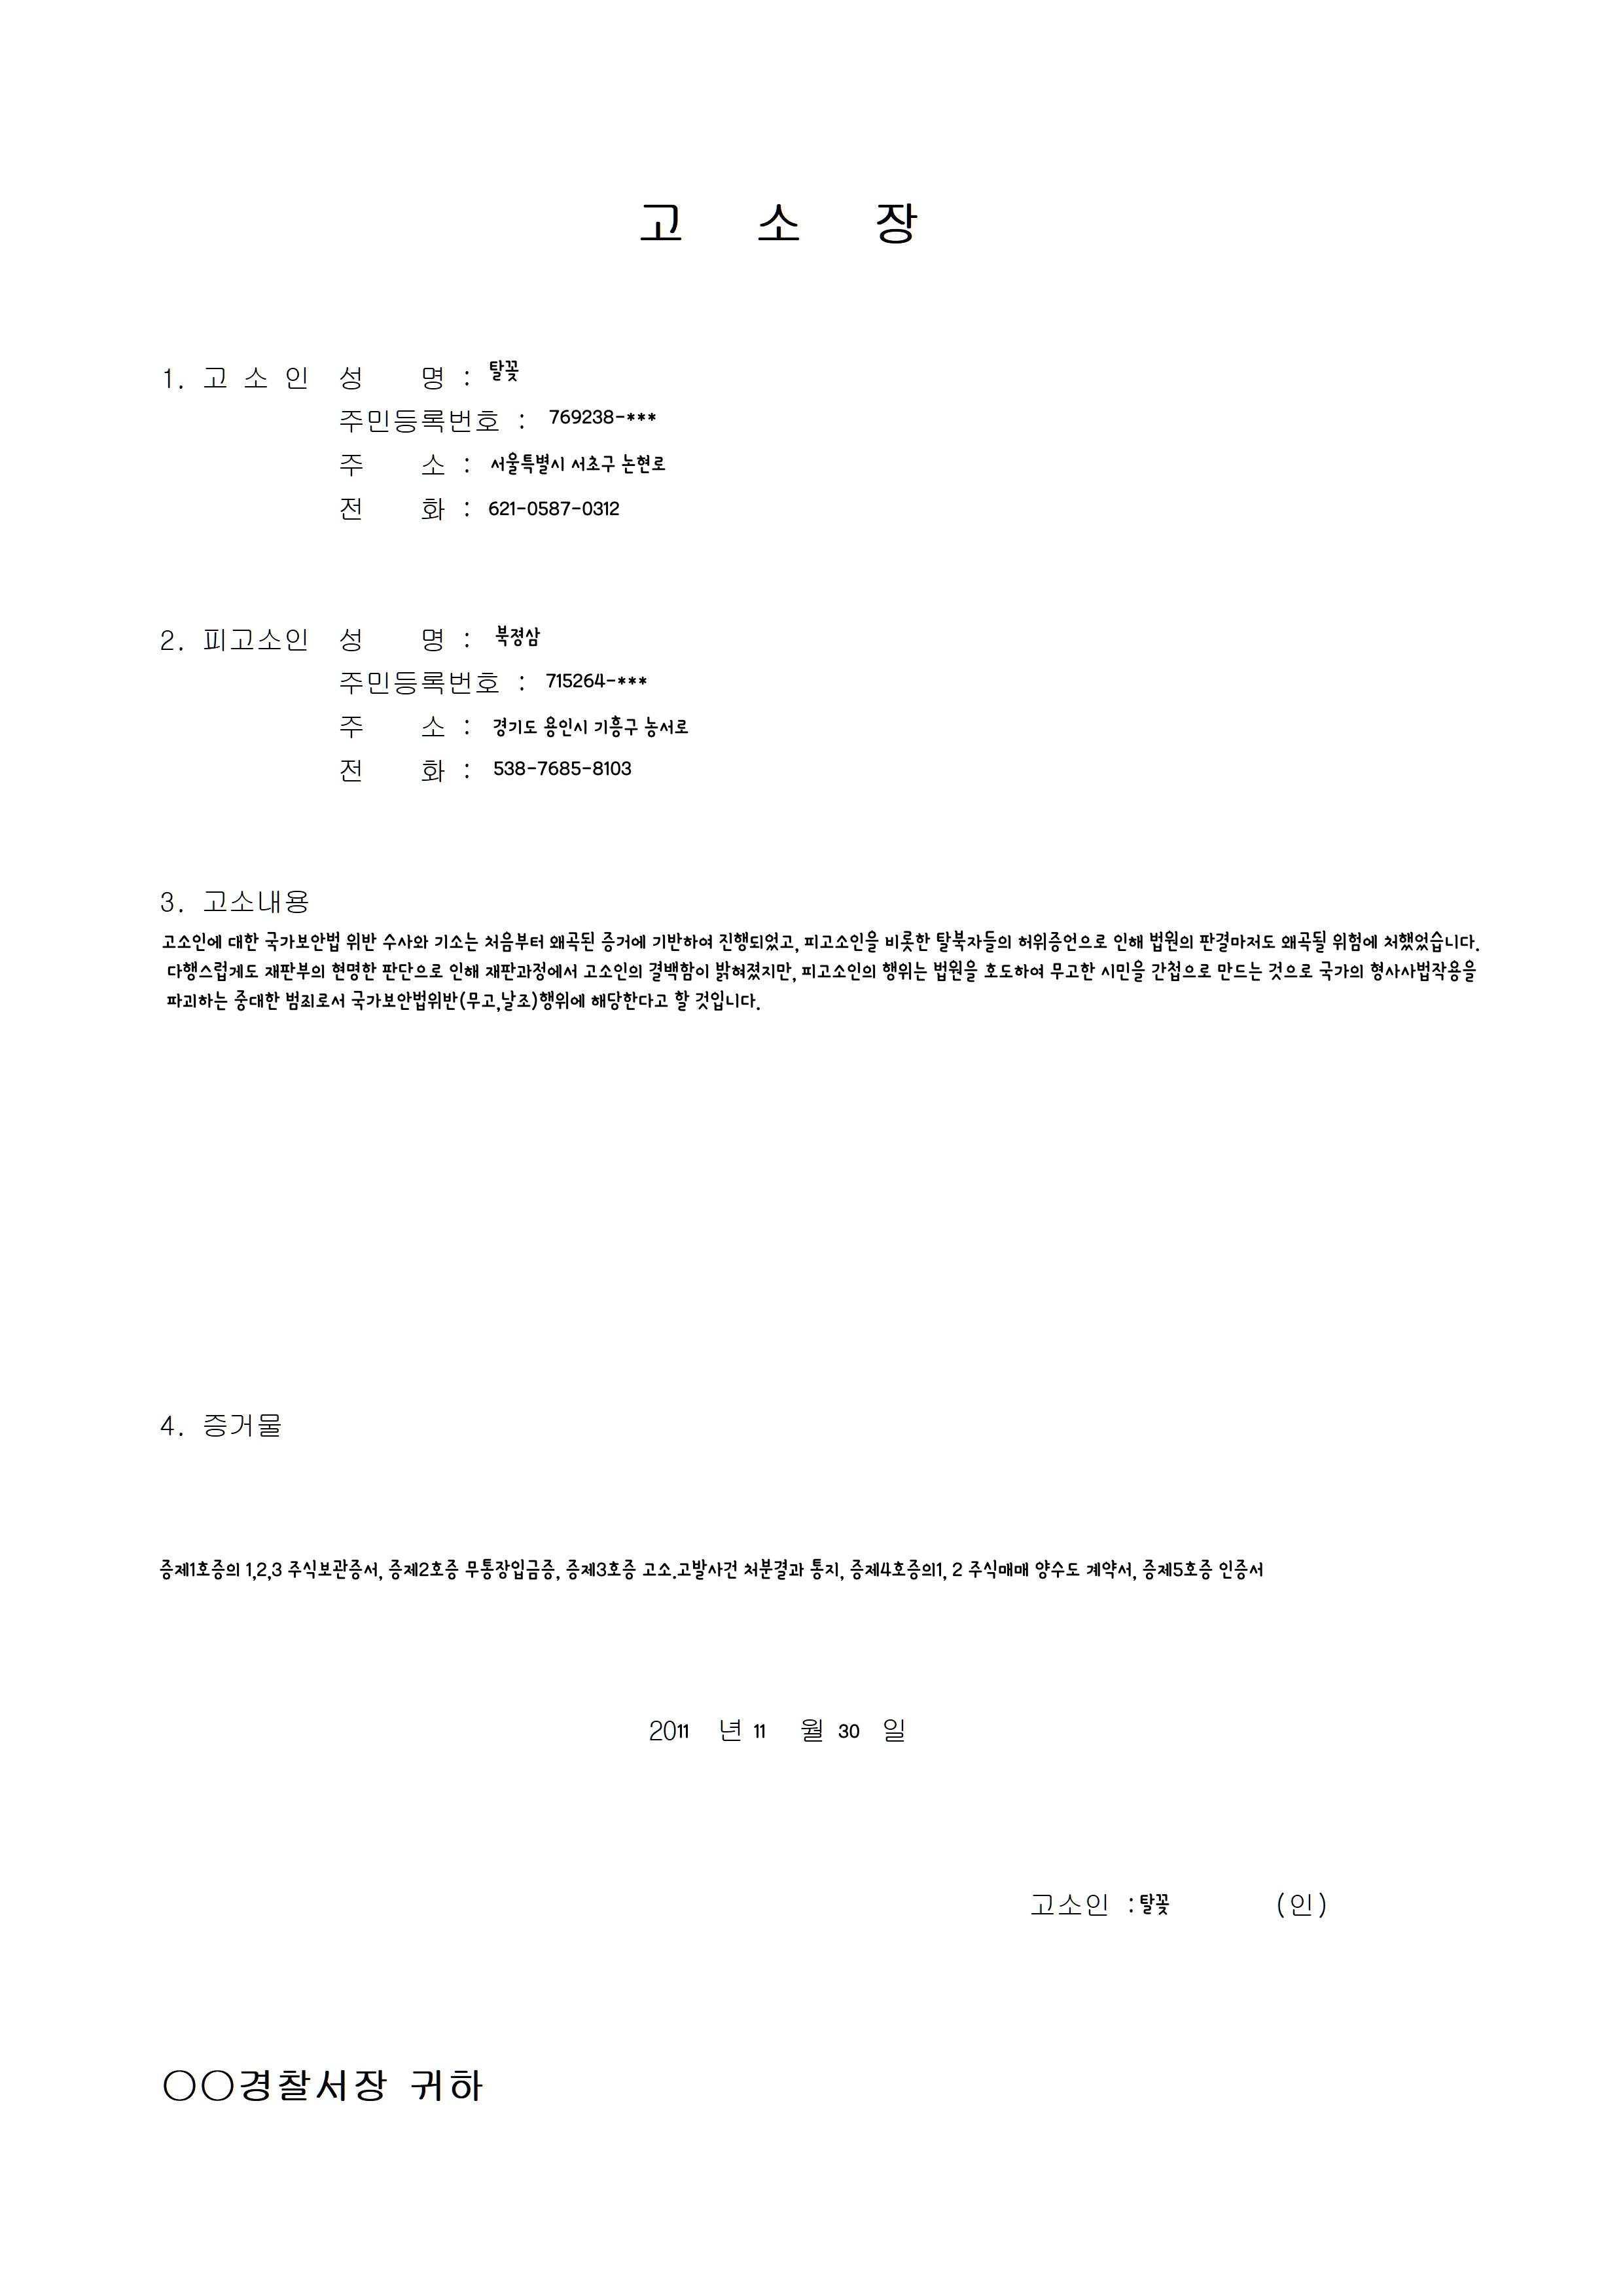 고 소 장
1. 고 소 인 성 명 : 탈꽃
주민등록번호 : 769238-***
주 소 : 서울특별시 서초구 논현로
전 화 : 621-0587-0312
2. 피고소인 성 명 : 북졍삼
주민등록번호 : 715264-***
주 소 : 경기도 용인시 기흥구 농서로
전 화 : 538-7685-8103
3. 고소내용
고소인에 대한 국가보안법 위반 수사와 기소는 처음부터 왜곡된 증거에 기반하여 진행되었고, 피고소인을 비롯한 탈북자들의 허위증언으로 인해 법원의 판결마저도 왜곡될 위험에 처했었습니다.
다행스럽게도 재판부의 현명한 판단으로 인해 재판과정에서 고소인의 결백함이 밝혀졌지만, 피고소인의 행위는 법원을 호도하여 무고한 시민을 간첩으로 만드는 것으로 국가의 형사사법작용을
파괴하는 중대한 범죄로서 국가보안법위반(무고,날조)행위에 해당한다고 할 것입니다.
4. 증거물
증제1호증의 1,2,3 주식보관증서, 증제2호증 무통장입금증, 증제3호증 고소.고발사건 처분결과 통지, 증제4호증의1, 2 주식매매 양수도 계약서, 증제5호증 인증서
2011 년 11 월 30 일
고소인 :탈꽃 (인)
○○경찰서장 귀하